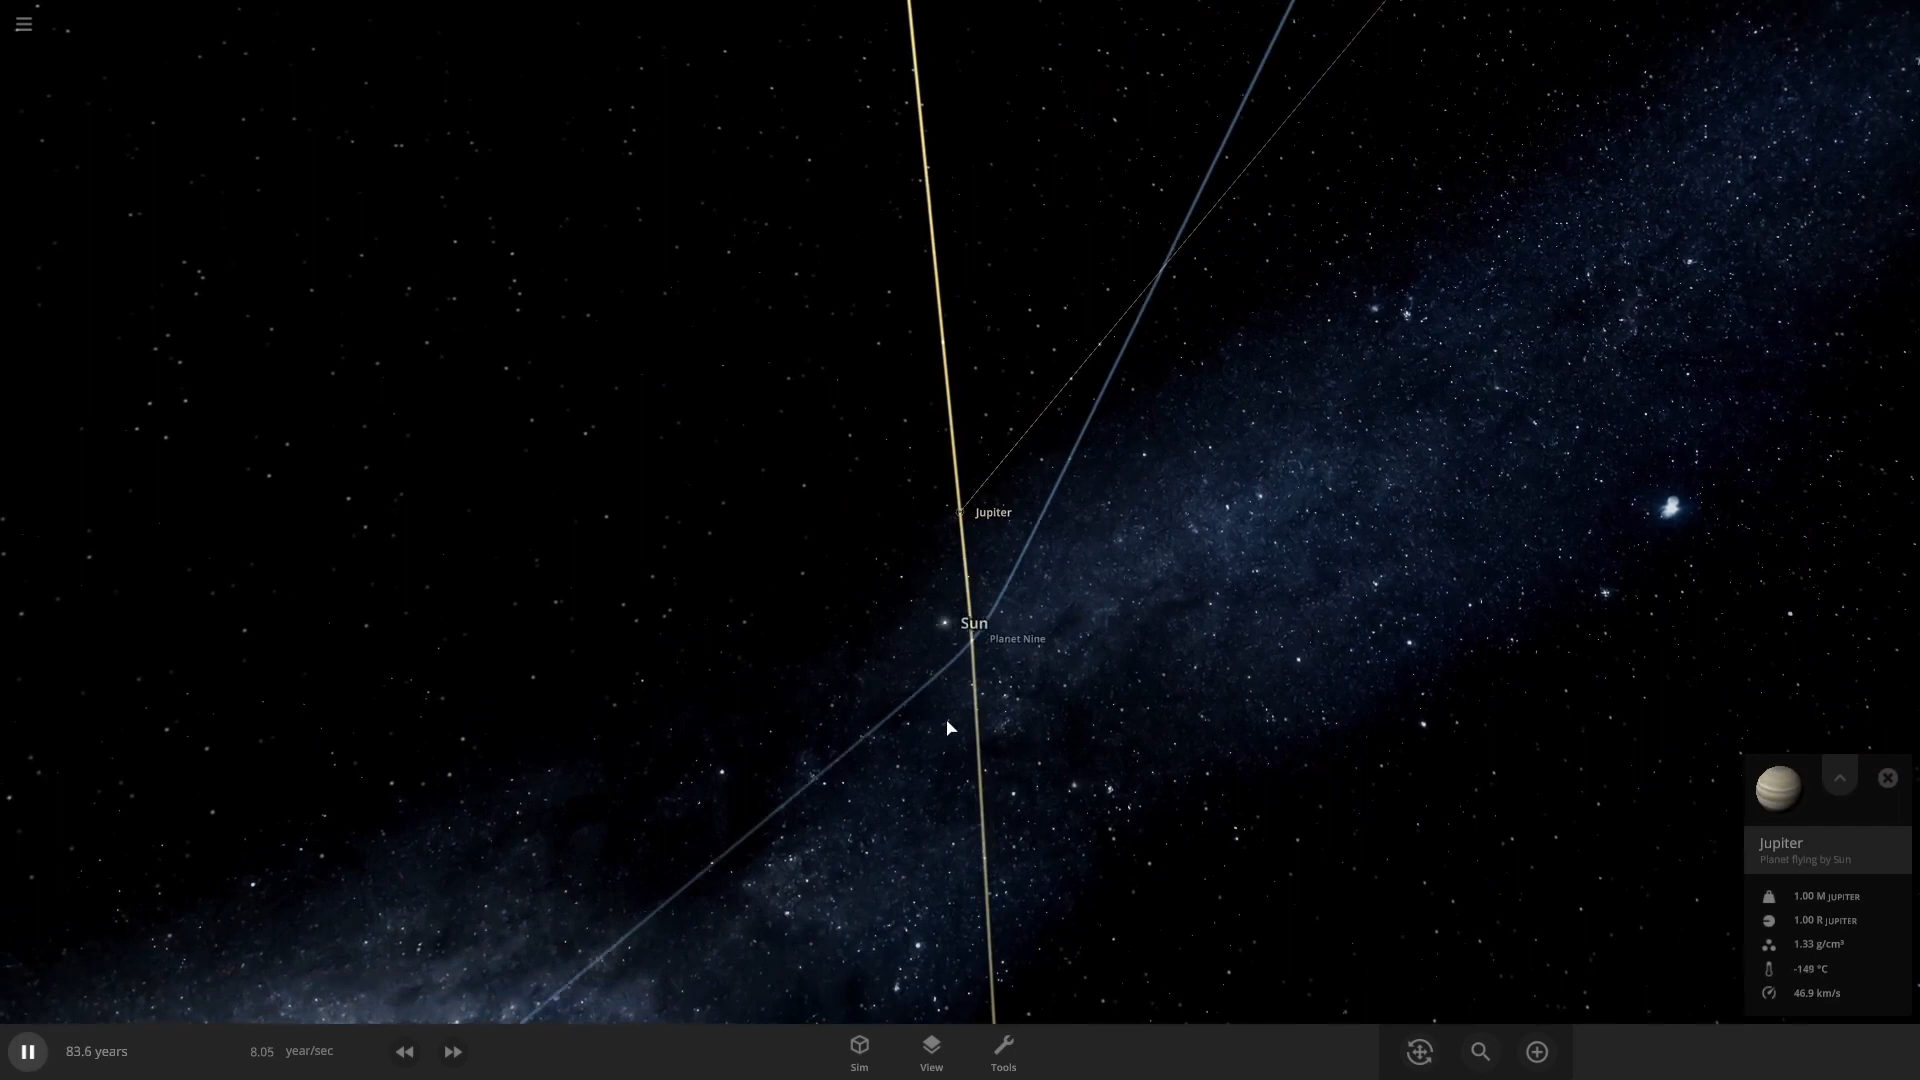 Jupiter
Sun
Planet Nine
Jupiter
Planet flying by Sun
1.00 M JUPITER
1.00 R JUPITER
1.33 g/cm³
-149 °C
46.9 km/s
83.6 years
8.05 year/sec
Sim
View
Tools